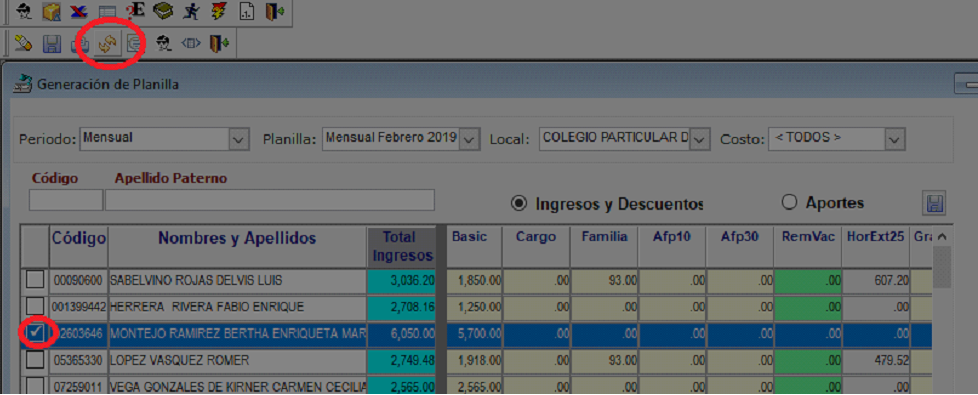 ?E
Generación de Planilla
Periodo: Mensual Planilla: Mensual Febrero 2019 Local: COLEGIO PARTICULAR D Costo: < TODOS >
Código Apellido Paterno
Ingresos y Descuentos Aportes
Código Nombres y Apellidos Total Ingresos Basic Cargo Familia Afp10 Afp30 RemVac HorExt25 Gra
00090600 SABELVINO ROJAS DELVIS LUIS 3,036.20 1,850.00 .00 93.00 .00 .00 .00 607.20
001399442 HERRERA RIVERA FABIO ENRIQUE 2,708.16 1,250.00 .00 .00 .00 .00 .00 .00
02603646 MONTEJO RAMIREZ BERTHA ENRIQUETA MAR 6,050.00 5,700.00 .00 .00 .00 .00 .00 .00
05365330 LOPEZ VASQUEZ ROMER 2,749.48 1,918.00 .00 93.00 .00 .00 .00 479.52
07259011 VEGA GONZALES DE KIRNER CARMEN CECILIA 2,565.00 2,565.00 .00 .00 .00 .00 .00 .00